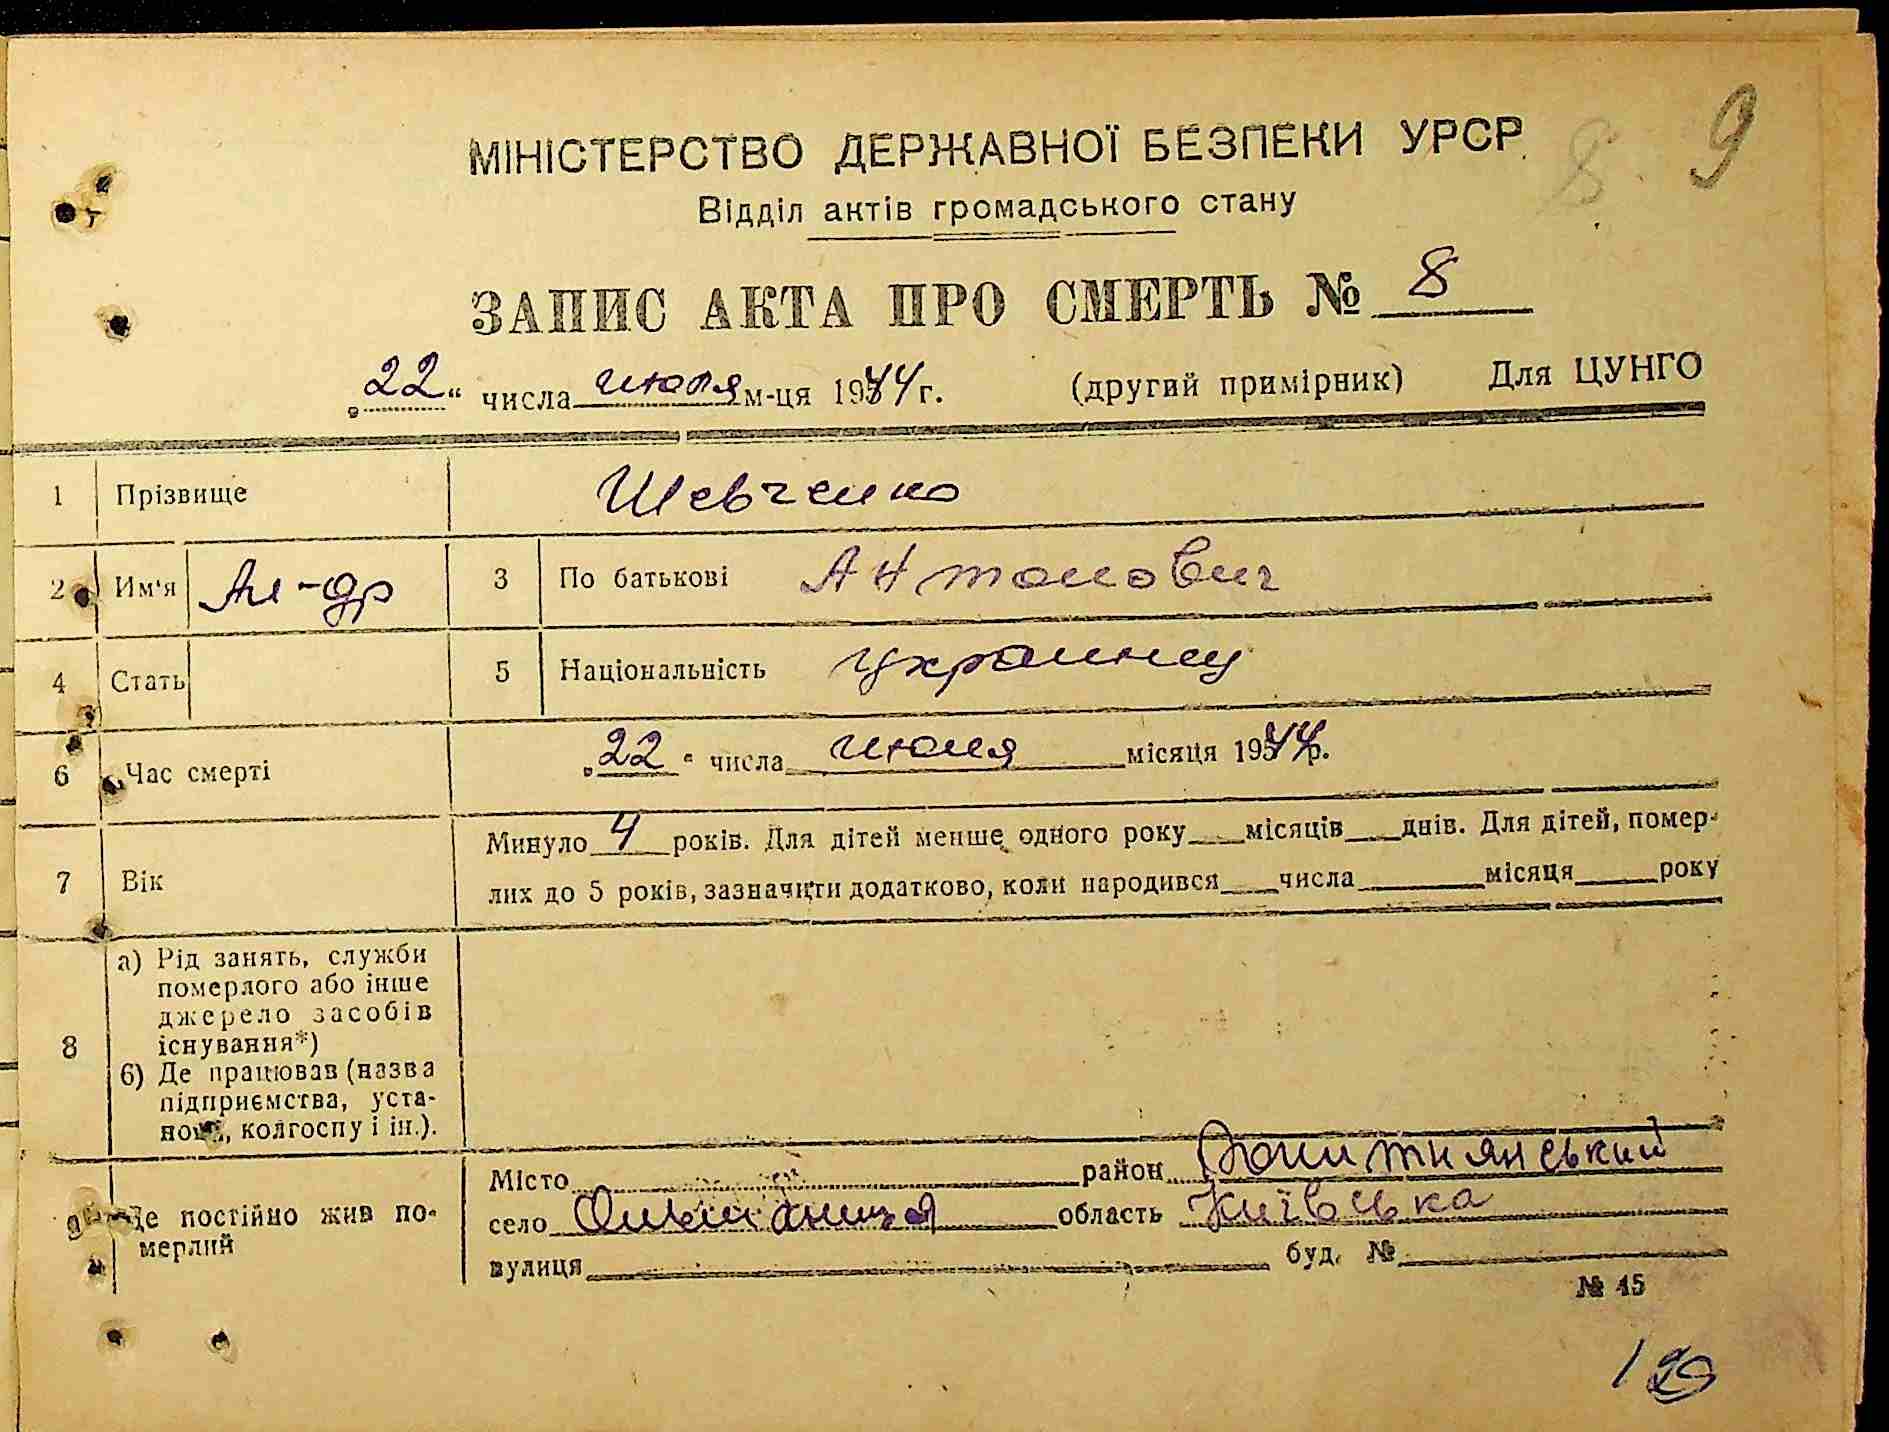 8 9
МІНІСТЕРСТВО ДЕРЖАВНОЇ БЕЗПЕКИ УРСР
Відділ актів громадського стану
ЗАПИС АКТА ПРО СМЕРТЬ № 8
„22“ числа июля м-ця 1944 г. (другий примірник) Для ЦУНГО
1 Прізвище Шевченко
2 Им'я Ал-др 3 По батькові Антонович
4 Стать 5 Національність украинец
6 Час смерті „22“ числа июля місяця 1944 р.
7 Вік Минуло 4 років. Для дітей менше одного року місяців днів. Для дітей, помер-
лих до 5 років, зазначити додатково, коли народився числа місяця року
8 а) Рід занять, служби
померлого або інше
джерело засобів
існування*)
б) Де працював (назва
підприємства, уста-
нови, колгоспу і ін.).
9 Де постійно жив по-
мерлий
Місто район
село область Київська
вулиця буд. №
№ 45